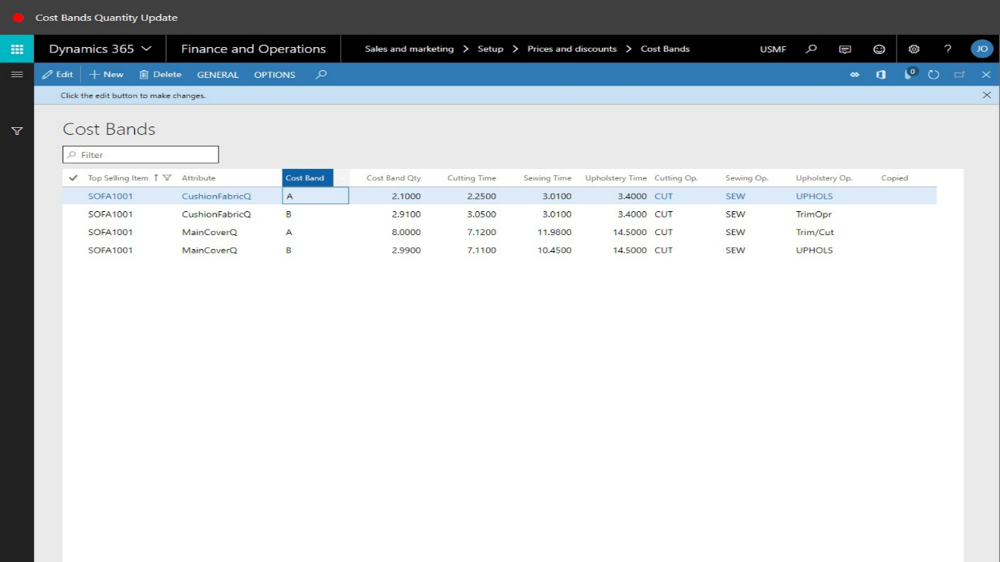 Cost Bands Quantity Update
Dynamics 365 Finance and Operations Sales and marketing > Setup > Prices and discounts > Cost Bands USMF ? JO
Edit New Delete GENERAL OPTIONS 0
Click the edit button to make changes.
Cost Bands
Filter
Top Selling Item Attribute Cost Band Cost Band Qty Cutting Time Sewing Time Upholstery Time Cutting Op. Sewing Op. Upholstery Op. Copied
SOFA1001 CushionFabricQ A 2.1000 2.2500 3.0100 3.4000 CUT SEW UPHOLS
SOFA1001 CushionFabricQ B 2.9100 3.0500 3.0100 3.4000 CUT SEW TrimOpr
SOFA1001 MainCoverQ A 8.0000 7.1200 11.9800 14.5000 CUT SEW Trim/Cut
SOFA1001 MainCoverQ B 2.9900 7.1100 10.4500 14.5000 CUT SEW UPHOLS